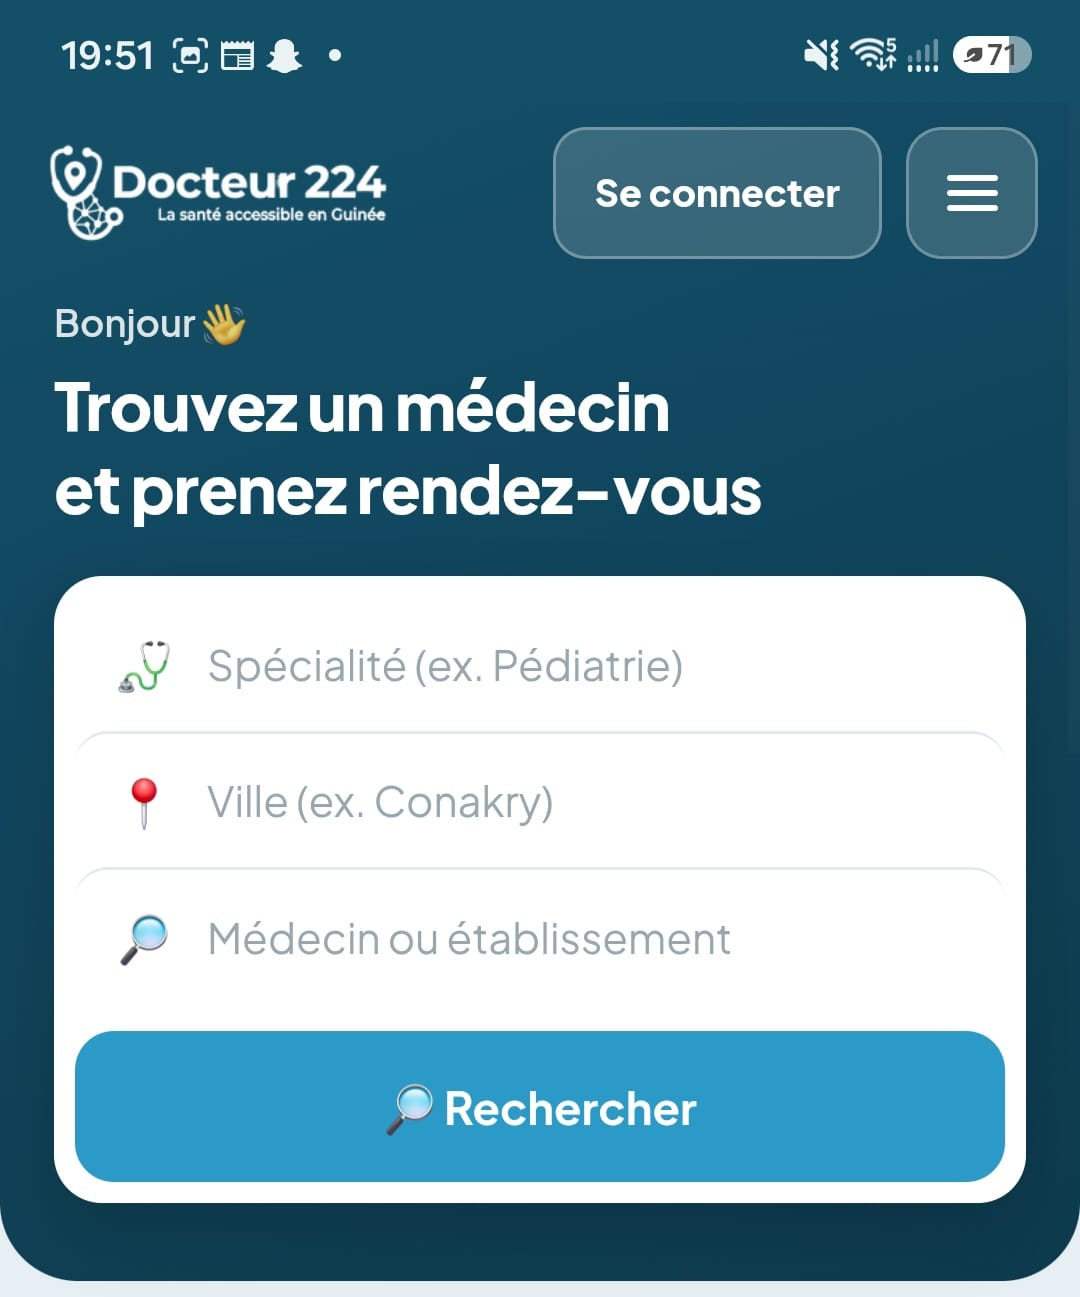 19:51
5
71
Docteur 224
La santé accessible en Guinée
Se connecter
Bonjour 👋
Trouvez un médecin
et prenez rendez-vous
Spécialité (ex. Pédiatrie)
Ville (ex. Conakry)
Médecin ou établissement
🔎 Rechercher